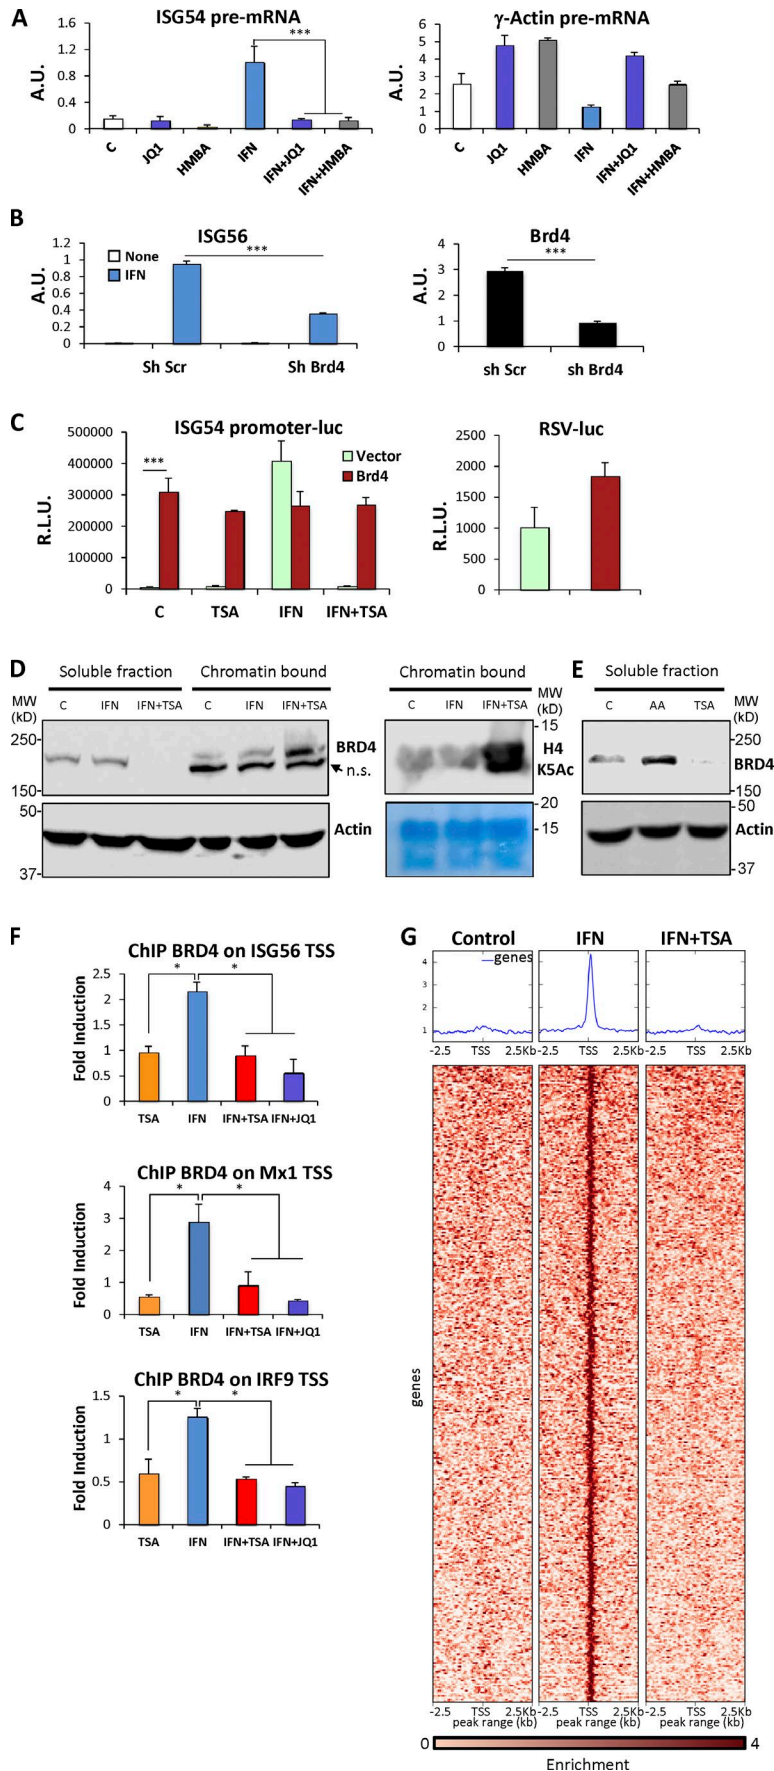 A
ISG54 pre-mRNA
A.U.
1.6
1.2
0.8
0.4
0
C
JQ1
HMBA
IFN
IFN+JQ1
IFN+HMBA
***
γ-Actin pre-mRNA
A.U.
6
5
4
3
2
1
0
C
JQ1
HMBA
IFN
IFN+JQ1
IFN+HMBA
B
ISG56
None
IFN
***
A.U.
1.2
1
0.8
0.6
0.4
0.2
0
Sh Scr
Sh Brd4
Brd4
***
A.U.
4
3
2
1
0
sh Scr
sh Brd4
C
ISG54 promoter-luc
Vector
Brd4
***
R.L.U.
500000
400000
300000
200000
100000
0
C
TSA
IFN
IFN+TSA
RSV-luc
R.L.U.
2500
2000
1500
1000
500
0
D
Soluble fraction
Chromatin bound
MW
(kD)
C
IFN
IFN+TSA
C
IFN
IFN+TSA
250
150
BRD4
n.s.
50
37
Actin
Chromatin bound
C
IFN
IFN+TSA
MW
(kD)
15
H4
K5Ac
20
15
E
Soluble fraction
C
AA
TSA
MW
(kD)
250
BRD4
150
50
Actin
37
F
ChIP BRD4 on ISG56 TSS
* *
Fold Induction
2.5
2
1.5
1
0.5
0
TSA
IFN
IFN+TSA
IFN+JQ1
ChIP BRD4 on Mx1 TSS
* *
Fold Induction
4
3
2
1
0
TSA
IFN
IFN+TSA
IFN+JQ1
ChIP BRD4 on IRF9 TSS
* *
Fold Induction
1.5
1
0.5
0
TSA
IFN
IFN+TSA
IFN+JQ1
G
Control
IFN
IFN+TSA
genes
4
3
2
1
-2.5 TSS 2.5Kb
-2.5 TSS 2.5Kb
-2.5 TSS 2.5Kb
genes
-2.5 TSS 2.5Kb
peak range (kb)
-2.5 TSS 2.5Kb
peak range (kb)
-2.5 TSS 2.5Kb
peak range (kb)
0
4
Enrichment